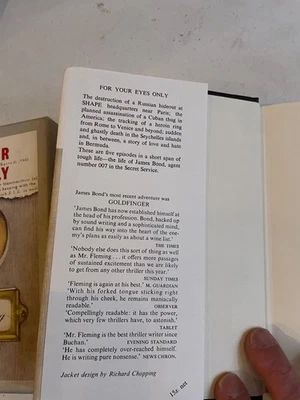 FOR YOUR EYES ONLY
The destruction of a Russian hideout at
SHAPE headquarters near Paris; the
planned assassination of a Cuban thug in
America; the tracking of a heroin ring
from Rome to Venice and beyond; sudden
and ghastly death in the Seychelles islands
and, in between, a story of love and hate
in Bermuda.
These are five episodes in a short span of
tough life—the life of James Bond, agent
number 007 in the Secret Service.
James Bond's most recent adventure was
GOLDFINGER
'James Bond has now established himself at
the head of his profession. Bond, backed up
by sound writing and a sophisticated mind,
can find his way into the heart of the ene-
my's plans as easily as about a wine list.'
THE TIMES
'Nobody else does this sort of thing as well
as Mr. Fleming . . . it offers more passages
of sustained excitement than we are likely
to get from any other thriller this year.'
SUNDAY TIMES
'Fleming is again at his best.' M. GUARDIAN
'With his forked tongue sticking right
through his cheek, he remains maniacally
readable.' OBSERVER
'Compellingly readable: it has the power,
which very few thrillers have, to astonish.'
TABLET
'Mr. Fleming is the best thriller writer since
Buchan.' EVENING STANDARD
'He has completely over-reached himself.
He is writing pure nonsense.' NEWS CHRON.
Jacket design by Richard Chopping
15s. net